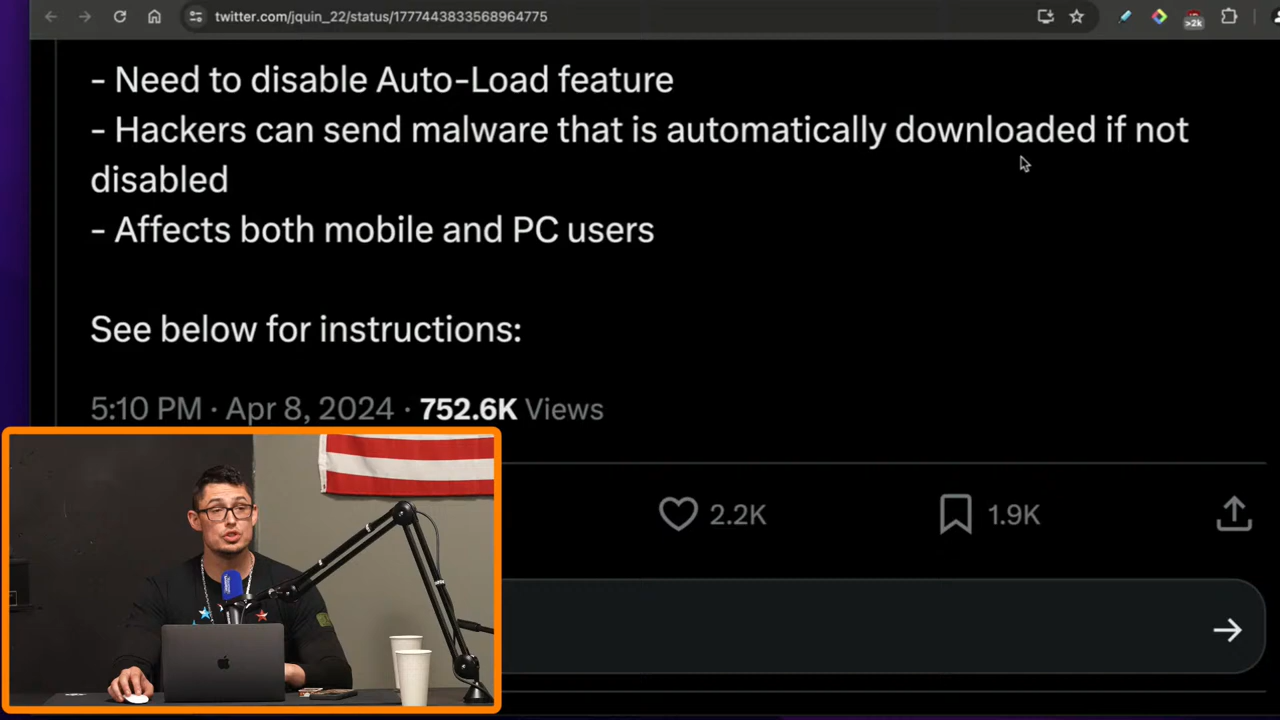 twitter.com/jquin_22/status/1777443833568964775
>2k
- Need to disable Auto-Load feature
- Hackers can send malware that is automatically downloaded if not
disabled
- Affects both mobile and PC users
See below for instructions:
5:10 PM · Apr 8, 2024 · 752.6K Views
2.2K
1.9K